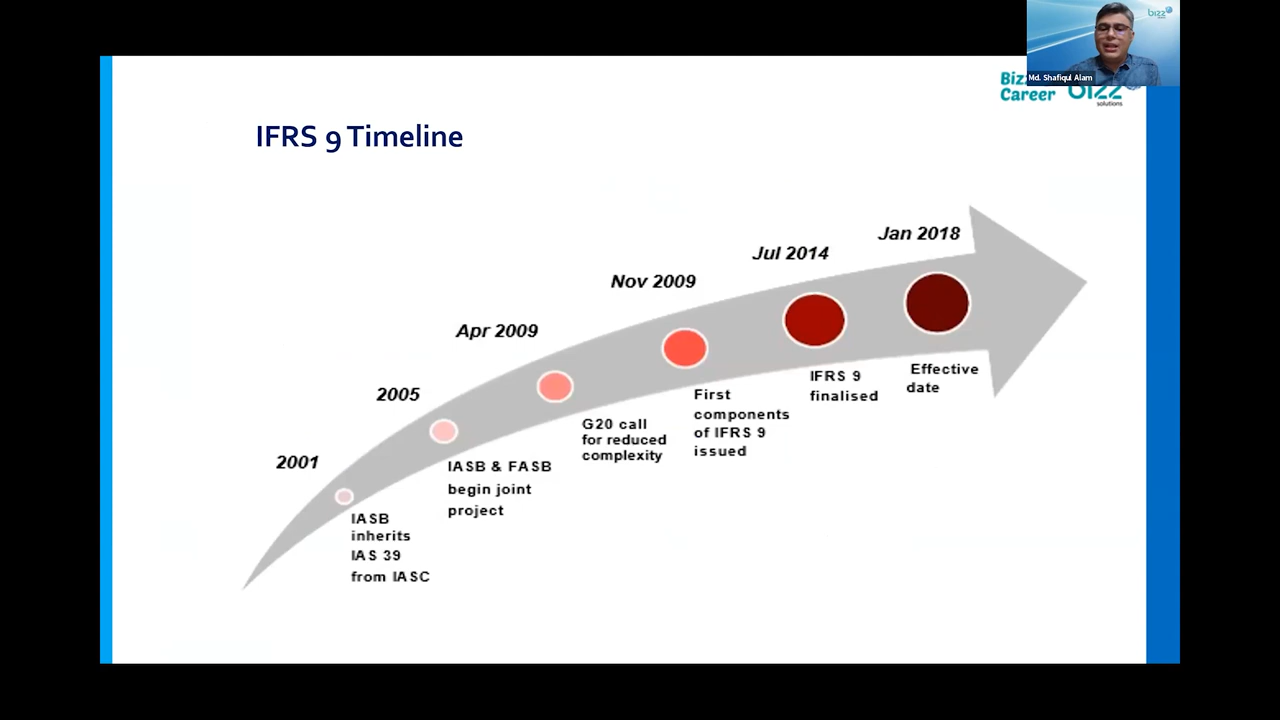 bizz
Md. Shafiqul Alam
Career
solutions
IFRS 9 Timeline
Jan 2018
Jul 2014
Nov 2009
Apr 2009
2005
2001
IASB
inherits
IAS 39
from IASC
IASB & FASB
begin joint
project
G20 call
for reduced
complexity
First
components
of IFRS 9
issued
IFRS 9
finalised
Effective
date